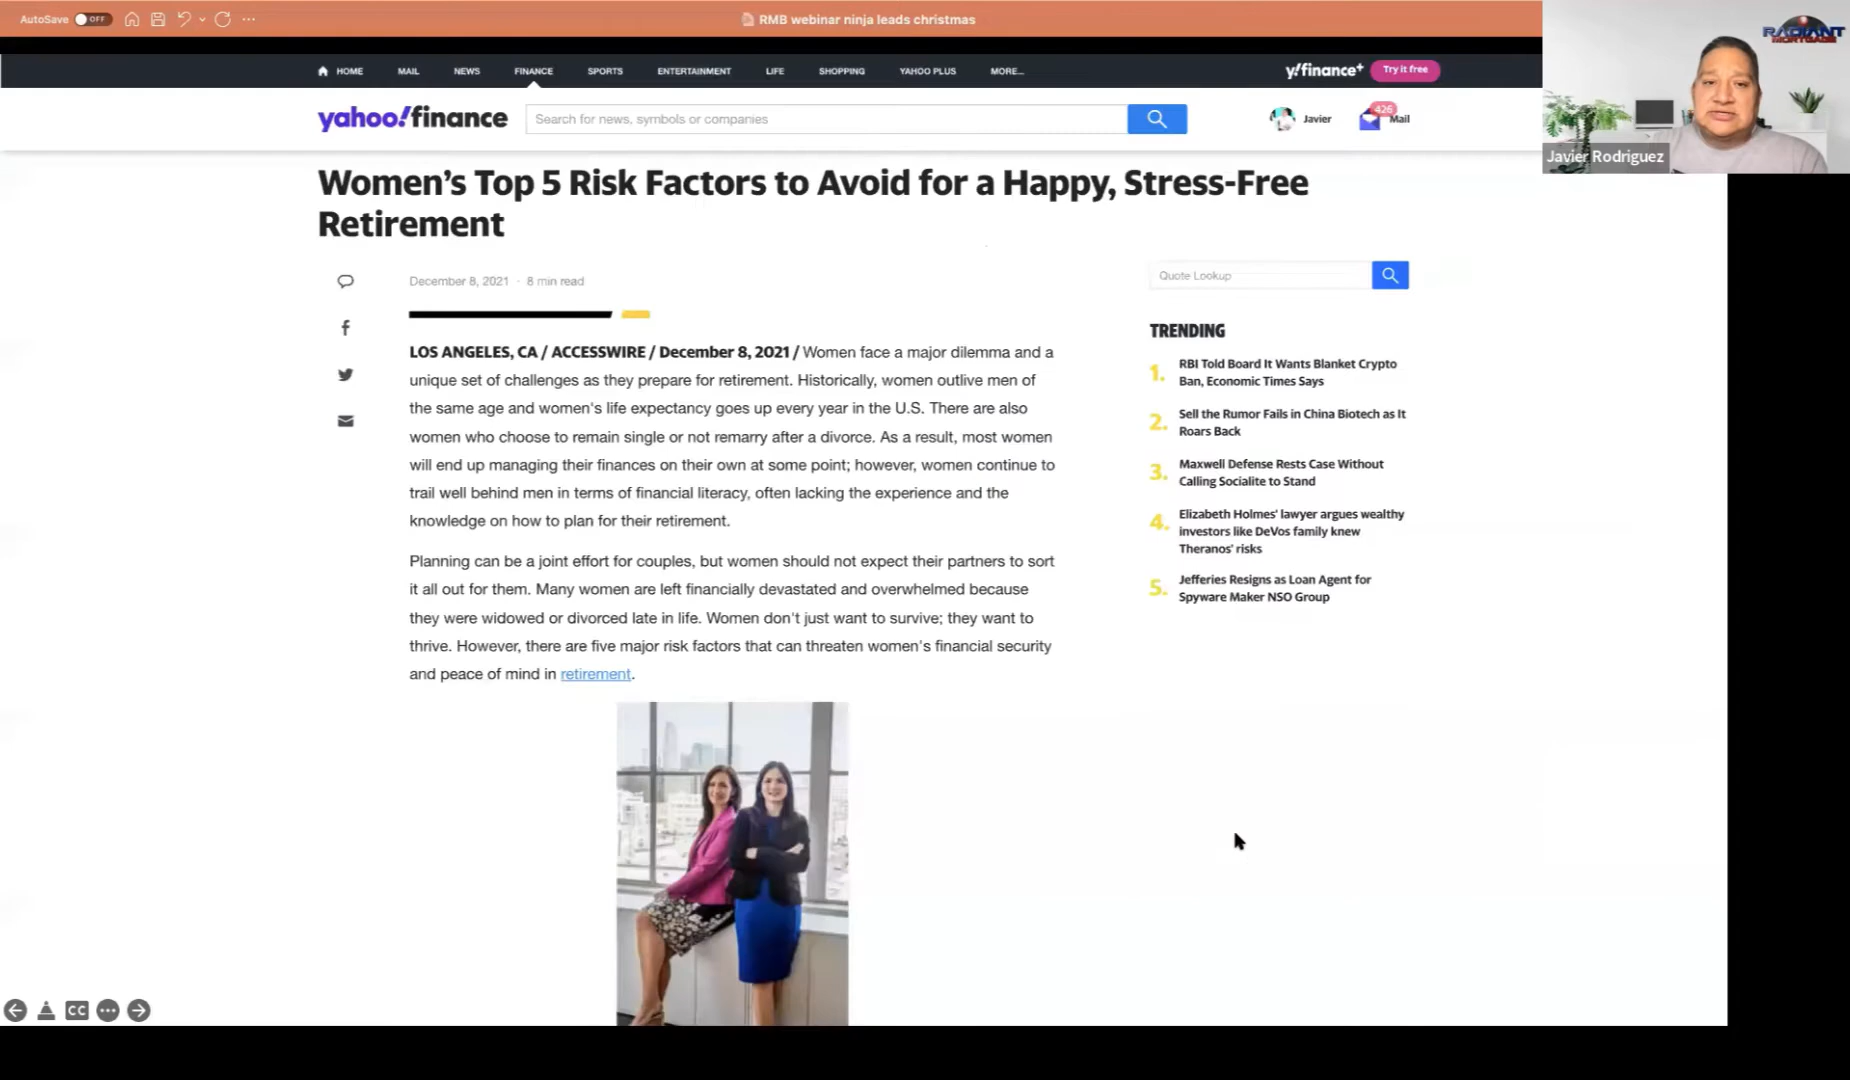 AutoSave OFF
RMB webinar ninja leads christmas
RADIANT
MORTGAGE
HOME MAIL NEWS FINANCE SPORTS ENTERTAINMENT LIFE SHOPPING YAHOO PLUS MORE...
y!finance+ Try it free
yahoo!finance
Search for news, symbols or companies
Javier
426
Mail
Javier Rodriguez
Women's Top 5 Risk Factors to Avoid for a Happy, Stress-Free
Retirement
December 8, 2021 · 8 min read
LOS ANGELES, CA / ACCESSWIRE / December 8, 2021 / Women face a major dilemma and a
unique set of challenges as they prepare for retirement. Historically, women outlive men of
the same age and women's life expectancy goes up every year in the U.S. There are also
women who choose to remain single or not remarry after a divorce. As a result, most women
will end up managing their finances on their own at some point; however, women continue to
trail well behind men in terms of financial literacy, often lacking the experience and the
knowledge on how to plan for their retirement.
Planning can be a joint effort for couples, but women should not expect their partners to sort
it all out for them. Many women are left financially devastated and overwhelmed because
they were widowed or divorced late in life. Women don't just want to survive; they want to
thrive. However, there are five major risk factors that can threaten women's financial security
and peace of mind in retirement.
Quote Lookup
TRENDING
1. RBI Told Board It Wants Blanket Crypto
Ban, Economic Times Says
2. Sell the Rumor Fails in China Biotech as It
Roars Back
3. Maxwell Defense Rests Case Without
Calling Socialite to Stand
4. Elizabeth Holmes' lawyer argues wealthy
investors like DeVos family knew
Theranos' risks
5. Jefferies Resigns as Loan Agent for
Spyware Maker NSO Group
CC